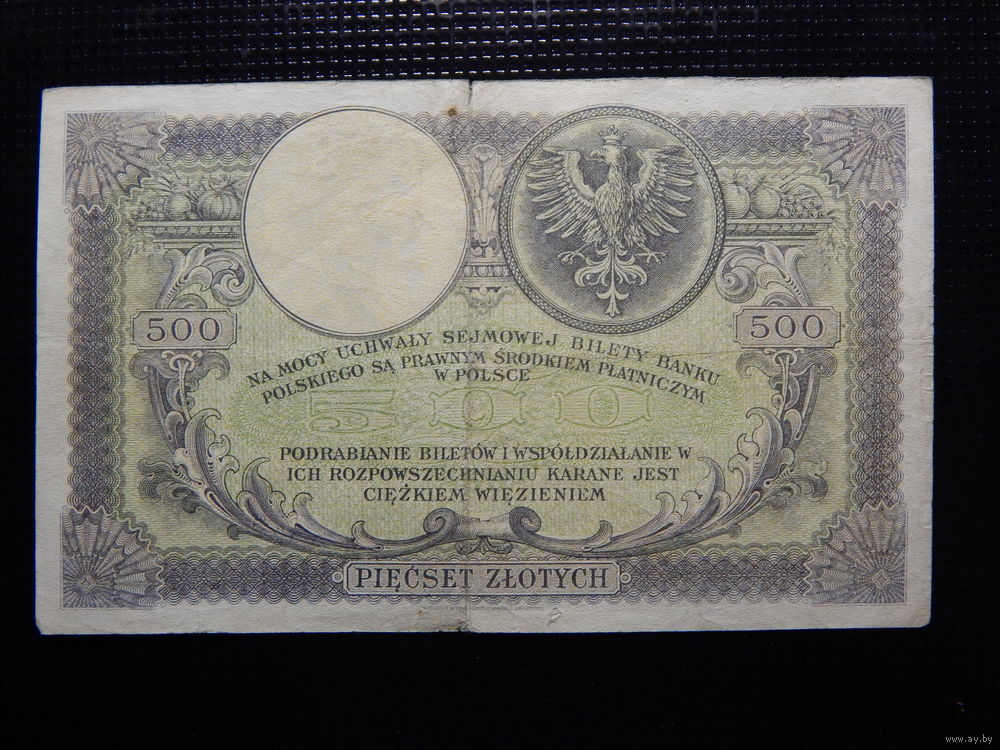 500
500
NA MOCY UCHWAŁY SEJMOWEJ BILETY BANKU
POLSKIEGO SĄ PRAWNYM ŚRODKIEM PŁATNICZYM
W POLSCE
500
PODRABIANIE BILETÓW I WSPÓŁDZIAŁANIE W
ICH ROZPOWSZECHNIANIU KARANE JEST
CIĘŻKIEM WIĘZIENIEM
PIĘĆSET ZŁOTYCH
www.ay.by